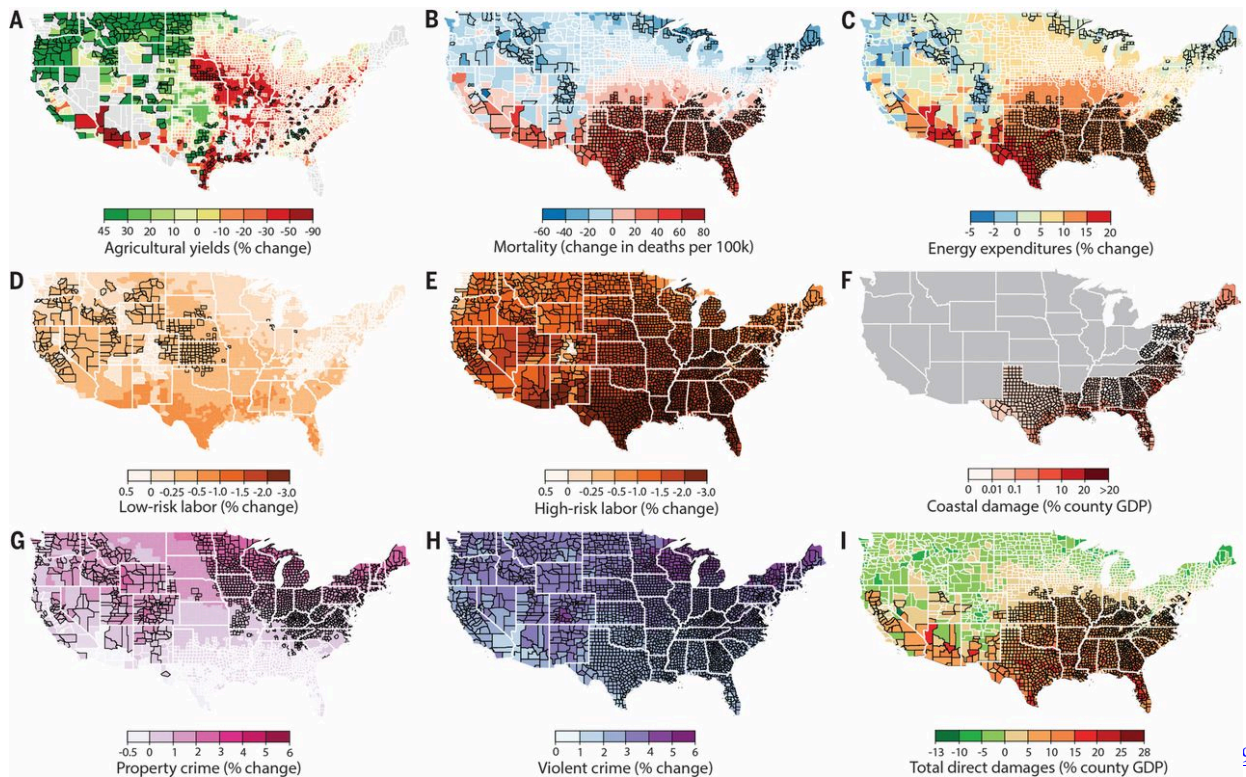 A
B
C
45 30 20 10 0 -10 -20 -30 -50 -90
Agricultural yields (% change)
-60 -40 -20 0 20 40 60 80
Mortality (change in deaths per 100k)
-5 -2 0 5 10 15 20
Energy expenditures (% change)
D
E
F
0.5 0 -0.25 -0.5 -1.0 -1.5 -2.0 -3.0
Low-risk labor (% change)
0.5 0 -0.25 -0.5 -1.0 -1.5 -2.0 -3.0
High-risk labor (% change)
0 0.01 0.1 1 10 20 >20
Coastal damage (% county GDP)
G
H
I
-0.5 0 1 2 3 4 5 6
Property crime (% change)
0 1 2 3 4 5 6
Violent crime (% change)
-13 -10 -5 0 5 10 15 20 25 28
Total direct damages (% county GDP)